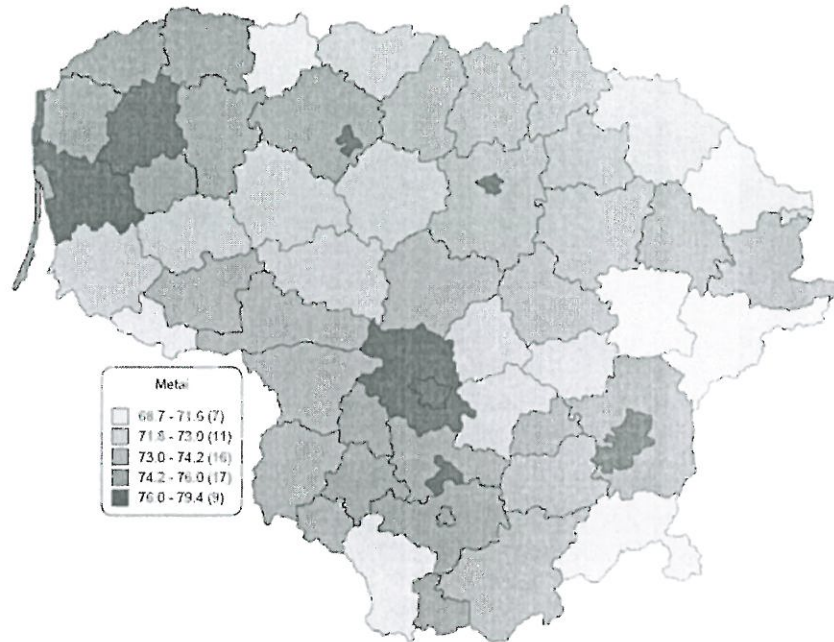 Metai
68.7 - 71.6 (7)
71.6 - 73.0 (11)
73.0 - 74.2 (16)
74.2 - 76.0 (17)
76.0 - 79.4 (9)